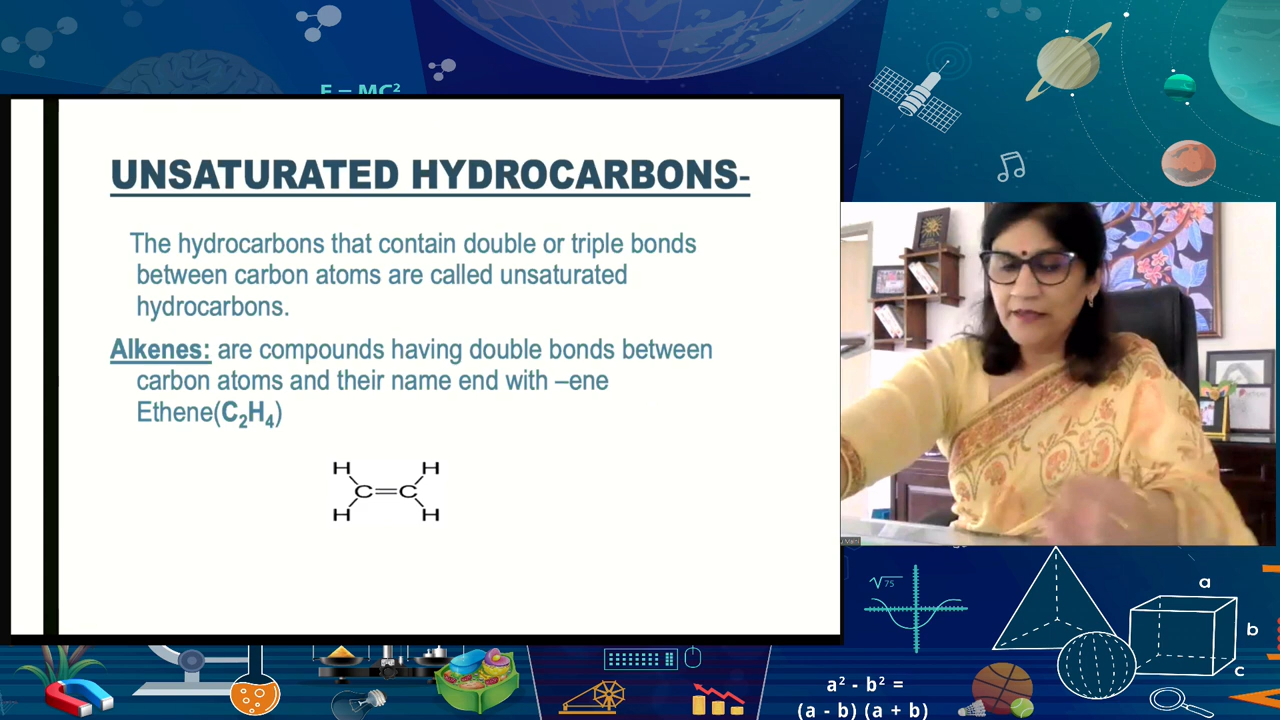 E = MC²
UNSATURATED HYDROCARBONS-
The hydrocarbons that contain double or triple bonds
between carbon atoms are called unsaturated
hydrocarbons.
Alkenes: are compounds having double bonds between
carbon atoms and their name end with –ene
Ethene(C₂H₄)
H H
C=C
H H
√75
a
b
c
a² - b² =
(a - b) (a + b)